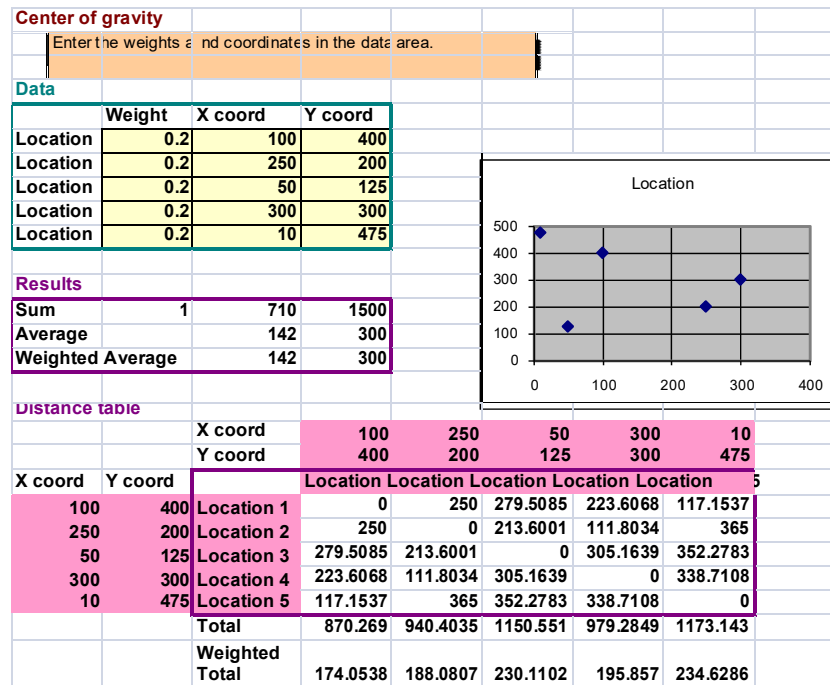 Center of gravity
Enter the weights a nd coordinates in the data area.
Data
Weight X coord Y coord
Location 0.2 100 400
Location 0.2 250 200
Location 0.2 50 125
Location 0.2 300 300
Location 0.2 10 475
Location
500
400
300
200
100
0
0 100 200 300 400
Results
Sum 1 710 1500
Average 142 300
Weighted Average 142 300
Distance table
X coord 100 250 50 300 10
Y coord 400 200 125 300 475
X coord Y coord Location Location Location Location Location 5
100 400 Location 1 0 250 279.5085 223.6068 117.1537
250 200 Location 2 250 0 213.6001 111.8034 365
50 125 Location 3 279.5085 213.6001 0 305.1639 352.2783
300 300 Location 4 223.6068 111.8034 305.1639 0 338.7108
10 475 Location 5 117.1537 365 352.2783 338.7108 0
Total 870.269 940.4035 1150.551 979.2849 1173.143
Weighted
Total 174.0538 188.0807 230.1102 195.857 234.6286